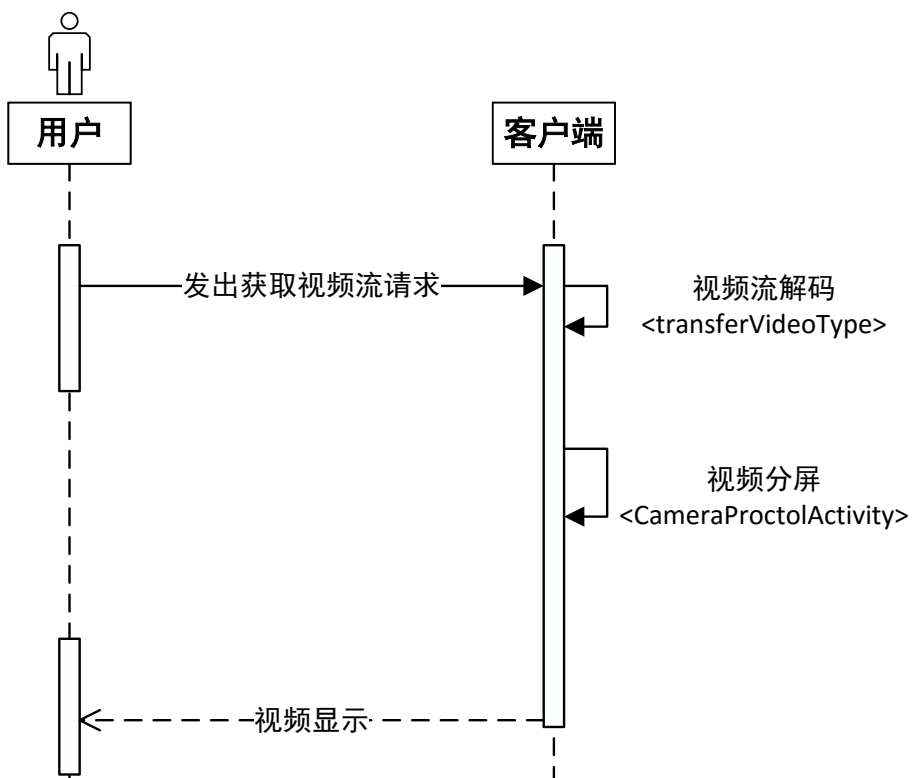 用户
客户端
发出获取视频流请求
视频流解码
<transferVideoType>
视频分屏
<CameraProctolActivity>
视频显示